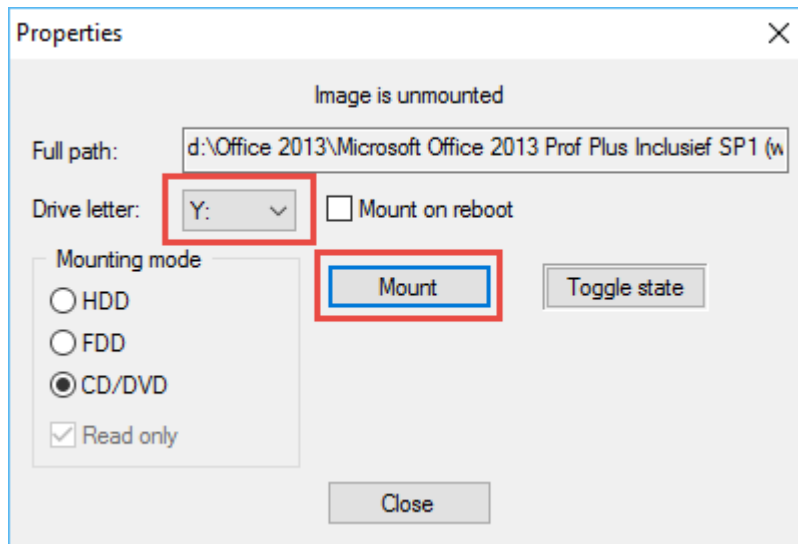 Properties
Image is unmounted
Full path: d:\Office 2013\Microsoft Office 2013 Prof Plus Inclusief SP1 (w
Drive letter: Y: Mount on reboot
Mounting mode
Mount Toggle state
HDD
FDD
CD/DVD
Read only
Close